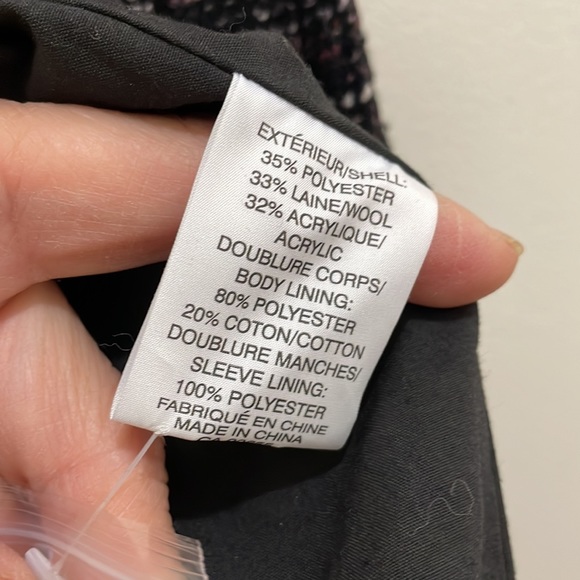 EXTÉRIEUR/SHELL:
35% POLYESTER
33% LAINE/WOOL
32% ACRYLIQUE/
ACRYLIC
DOUBLURE CORPS/
BODY LINING:
80% POLYESTER
20% COTON/COTTON
DOUBLURE MANCHES/
SLEEVE LINING:
100% POLYESTER
FABRIQUÉ EN CHINE
MADE IN CHINA